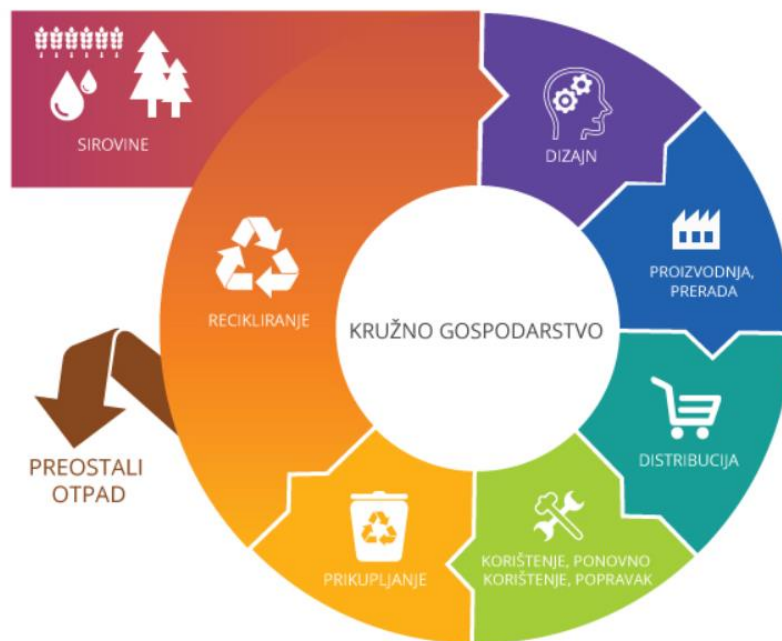 SIROVINE
DIZAJN
PROIZVODNJA,
PRERADA
RECIKLIRANJE
KRUŽNO GOSPODARSTVO
DISTRIBUCIJA
PREOSTALI
OTPAD
KORIŠTENJE, PONOVNO
KORIŠTENJE, POPRAVAK
PRIKUPLJANJE